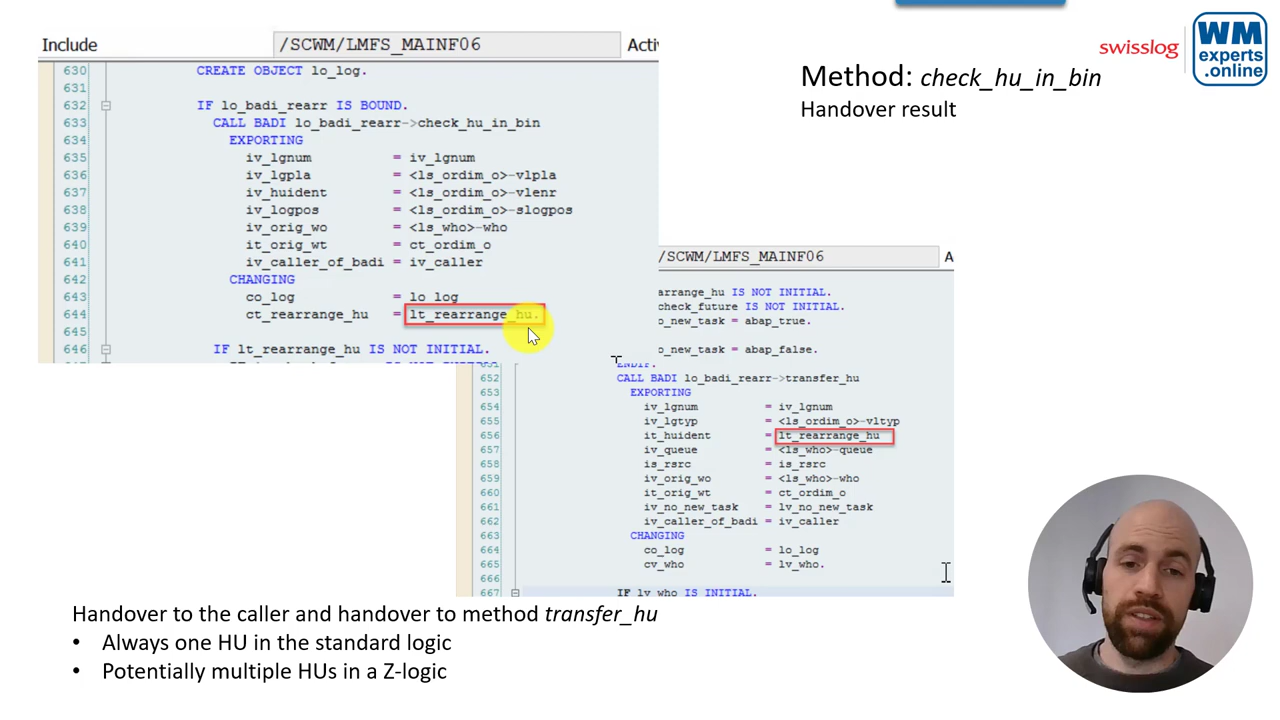 Include /SCWM/LMFS_MAINF06 Activ
swisslog WM experts .online
Method: check_hu_in_bin
Handover result
630 CREATE OBJECT lo_log.
631
632 IF lo_badi_rearr IS BOUND.
633 CALL BADI lo_badi_rearr->check_hu_in_bin
634 EXPORTING
635 iv_lgnum = iv_lgnum
636 iv_lgpla = <ls_ordim_o>-vlpla
637 iv_huident = <ls_ordim_o>-vlenr
638 iv_logpos = <ls_ordim_o>-slogpos
639 iv_orig_wo = <ls_who>-who
640 it_orig_wt = ct_ordim_o
641 iv_caller_of_badi = iv_caller
642 CHANGING
643 co_log = lo_log
644 ct_rearrange_hu = lt_rearrange_hu.
645
646 IF lt_rearrange_hu IS NOT INITIAL.
/SCWM/LMFS_MAINF06 A
arrange_hu IS NOT INITIAL.
check_future IS NOT INITIAL.
o_new_task = abap_true.
o_new_task = abap_false.
651 ENDIF.
652 CALL BADI lo_badi_rearr->transfer_hu
653 EXPORTING
654 iv_lgnum = iv_lgnum
655 iv_lgtyp = <ls_ordim_o>-vltyp
656 it_huident = lt_rearrange_hu
657 iv_queue = <ls_who>-queue
658 is_rsrc = is_rsrc
659 iv_orig_wo = <ls_who>-who
660 it_orig_wt = ct_ordim_o
661 iv_no_new_task = lv_no_new_task
662 iv_caller_of_badi = iv_caller
663 CHANGING
664 co_log = lo_log
665 cv_who = lv_who.
666
667 IF lv_who IS INITIAL.
Handover to the caller and handover to method transfer_hu
• Always one HU in the standard logic
• Potentially multiple HUs in a Z-logic